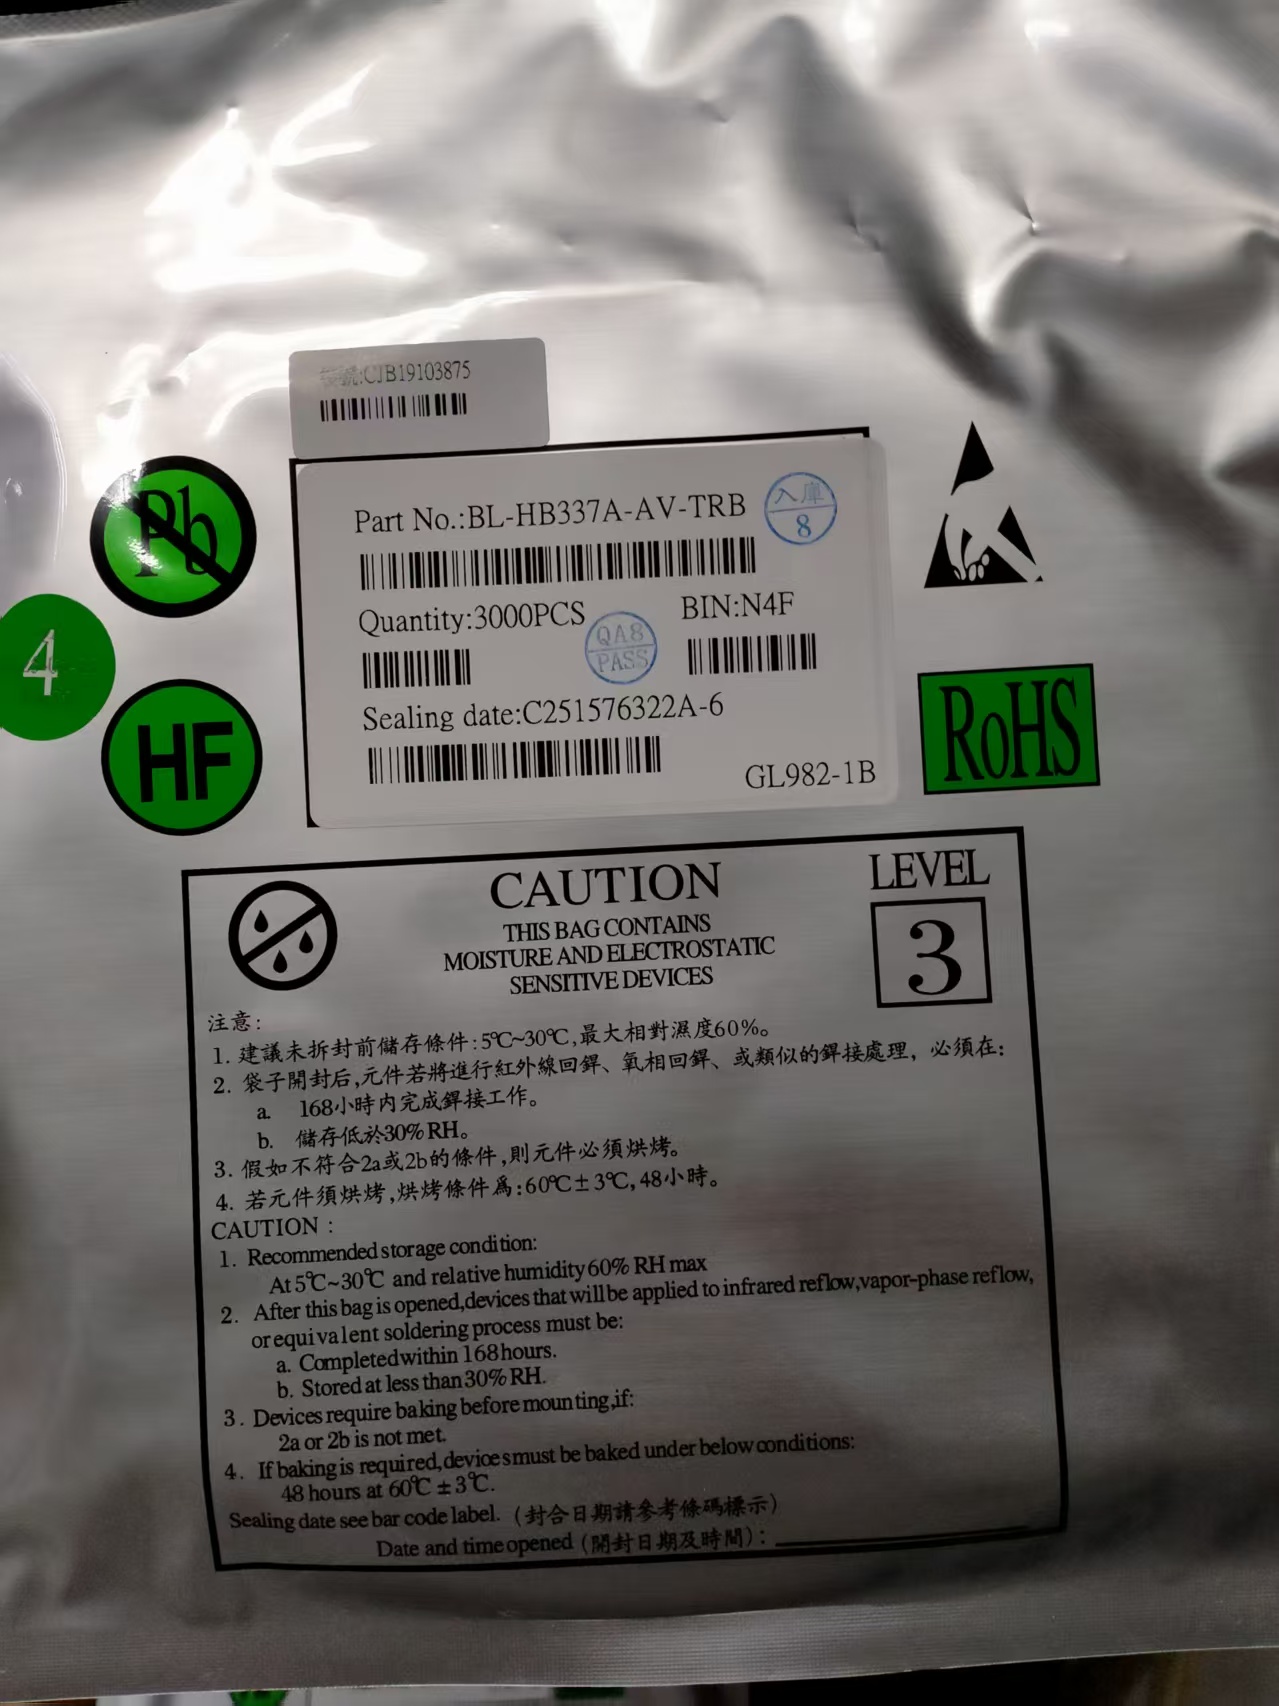 號:CJB19103875
Part No.:BL-HB337A-AV-TRB
入庫
8
Quantity:3000PCS
BIN:N4F
QA8
PASS
Sealing date:C251576322A-6
GL982-1B
Pb
4
HF
RoHS
CAUTION
THIS BAG CONTAINS
MOISTURE AND ELECTROSTATIC
SENSITIVE DEVICES
LEVEL
3
注意:
1. 建議未拆封前儲存條件:5℃~30℃,最大相對濕度60%。
2. 袋子開封后,元件若將進行紅外線回銲、氧相回銲、或類似的銲接處理，必須在:
a. 168小時内完成銲接工作。
b. 儲存低於30% RH。
3. 假如不符合2a或2b的條件,則元件必須烘烤。
4. 若元件須烘烤,烘烤條件爲:60℃±3℃,48小時。
CAUTION :
1. Recommended storage condition:
At 5℃~30℃ and relative humidity 60% RH max
2. After this bag is opened,devices that will be applied to infrared reflow,vapor-phase reflow,
or equivalent soldering process must be:
a. Completed within 168 hours.
b. Stored at less than 30% RH.
3. Devices require baking before mounting,if:
2a or 2b is not met.
4. If baking is required,devices must be baked under below conditions:
48 hours at 60℃ ±3℃.
Sealing date see bar code label. (封合日期請參考條碼標示)
Date and time opened (開封日期及時間) :